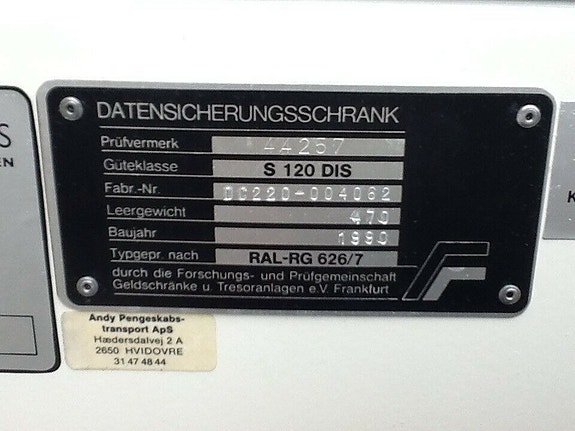 DATENSICHERUNGSSCHRANK
Prüfvermerk 44257
Güteklasse S 120 DIS
Fabr.-Nr. DC220-004062
Leergewicht 470
Baujahr 1990
Typgepr. nach RAL-RG 626/7
durch die Forschungs- und Prüfgemeinschaft
Geldschränke u. Tresoranlagen e.V. Frankfurt
Andy Pengeskabs-
transport ApS
Hædersdalvej 2 A
2650 HVIDOVRE
31 47 48 44
S
EN
K